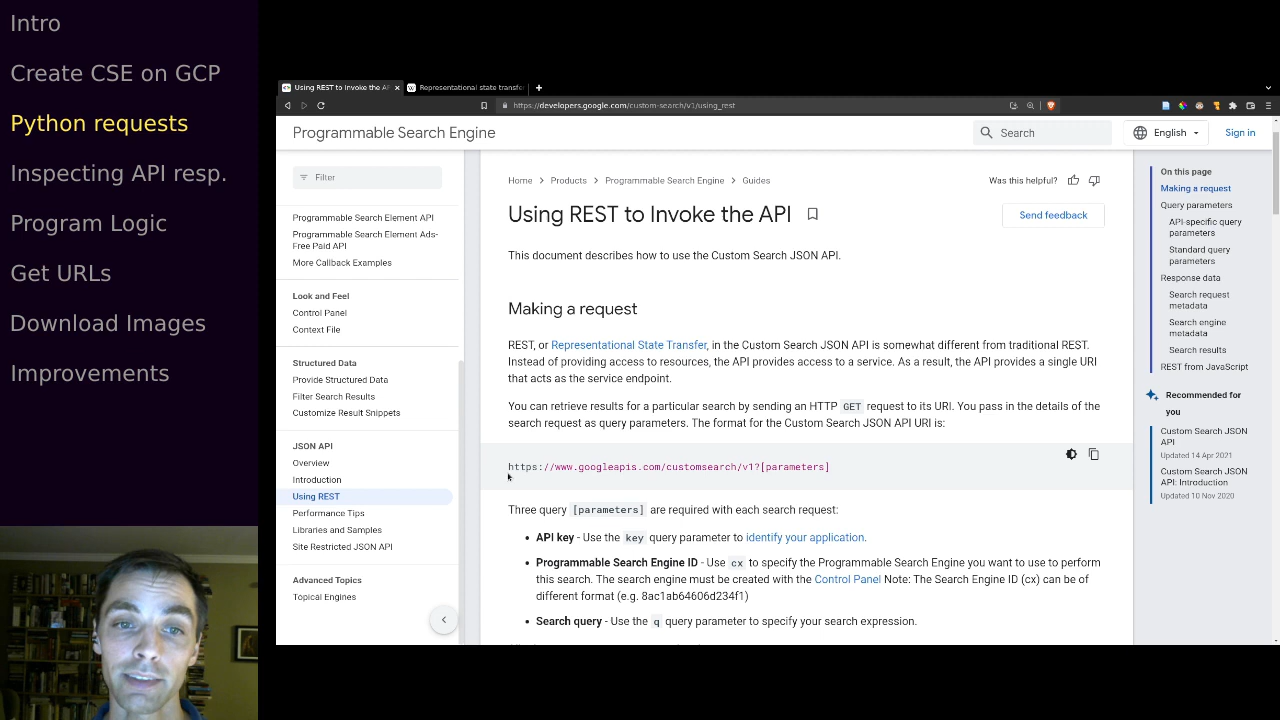 Intro
Create CSE on GCP
Python requests
Inspecting API resp.
Program Logic
Get URLs
Download Images
Improvements
Using REST to Invoke the AP
Representational state transfe
https://developers.google.com/custom-search/v1/using_rest
Programmable Search Engine
Search
English
Sign in
Filter
Programmable Search Element API
Programmable Search Element Ads-
Free Paid API
More Callback Examples
Look and Feel
Control Panel
Context File
Structured Data
Provide Structured Data
Filter Search Results
Customize Result Snippets
JSON API
Overview
Introduction
Using REST
Performance Tips
Libraries and Samples
Site Restricted JSON API
Advanced Topics
Topical Engines
Home > Products > Programmable Search Engine > Guides
Was this helpful?
Using REST to Invoke the API
Send feedback
This document describes how to use the Custom Search JSON API.
Making a request
REST, or Representational State Transfer, in the Custom Search JSON API is somewhat different from traditional REST.
Instead of providing access to resources, the API provides access to a service. As a result, the API provides a single URI
that acts as the service endpoint.
You can retrieve results for a particular search by sending an HTTP GET request to its URI. You pass in the details of the
search request as query parameters. The format for the Custom Search JSON API URI is:
https://www.googleapis.com/customsearch/v1?[parameters]
Three query [parameters] are required with each search request:
• API key - Use the key query parameter to identify your application.
• Programmable Search Engine ID - Use cx to specify the Programmable Search Engine you want to use to perform
this search. The search engine must be created with the Control Panel Note: The Search Engine ID (cx) can be of
different format (e.g. 8ac1ab64606d234f1)
• Search query - Use the q query parameter to specify your search expression.
On this page
Making a request
Query parameters
API-specific query
parameters
Standard query
parameters
Response data
Search request
metadata
Search engine
metadata
Search results
REST from JavaScript
Recommended for
you
Custom Search JSON
API
Updated 14 Apr 2021
Custom Search JSON
API: Introduction
Updated 10 Nov 2020